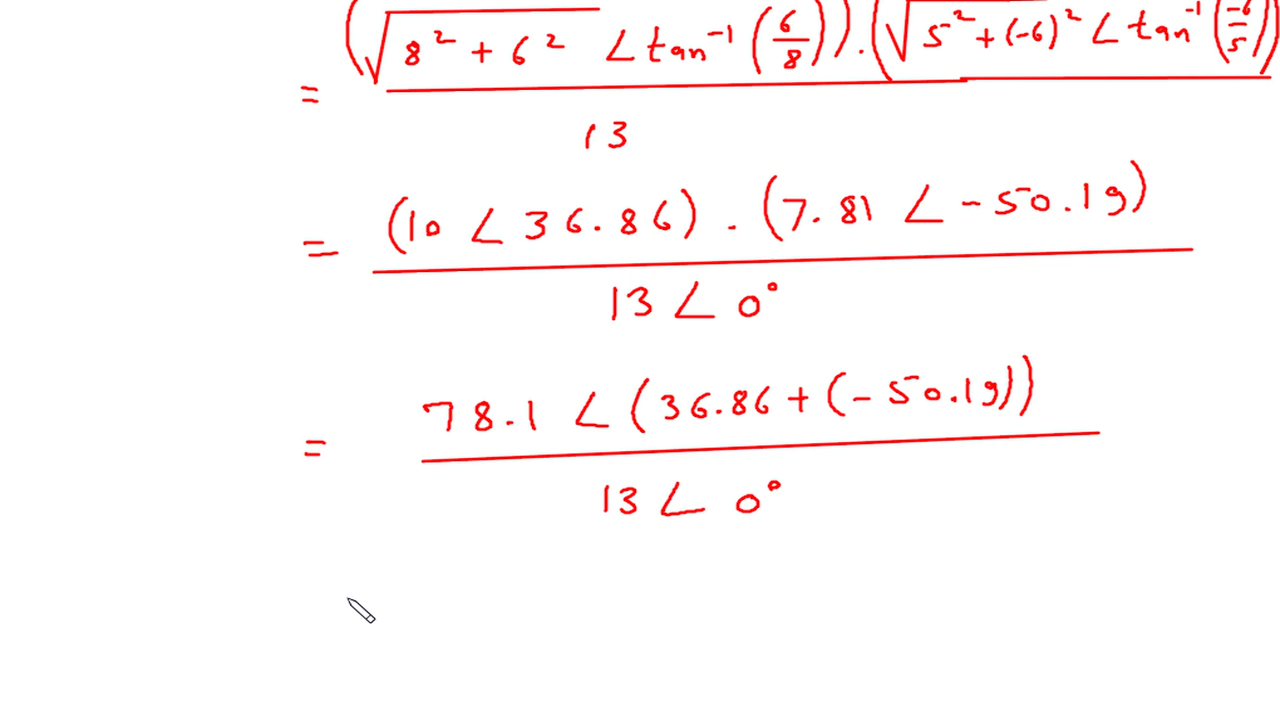 (√8² + 6² ∠ tan⁻¹ (6/8)) . (√5² + (-6)² ∠ tan⁻¹ (-6/5))
=
13
= (10 ∠ 36.86) . (7.81 ∠ -50.19)
13 ∠ 0°
= 78.1 ∠ (36.86 + (-50.19))
13 ∠ 0°